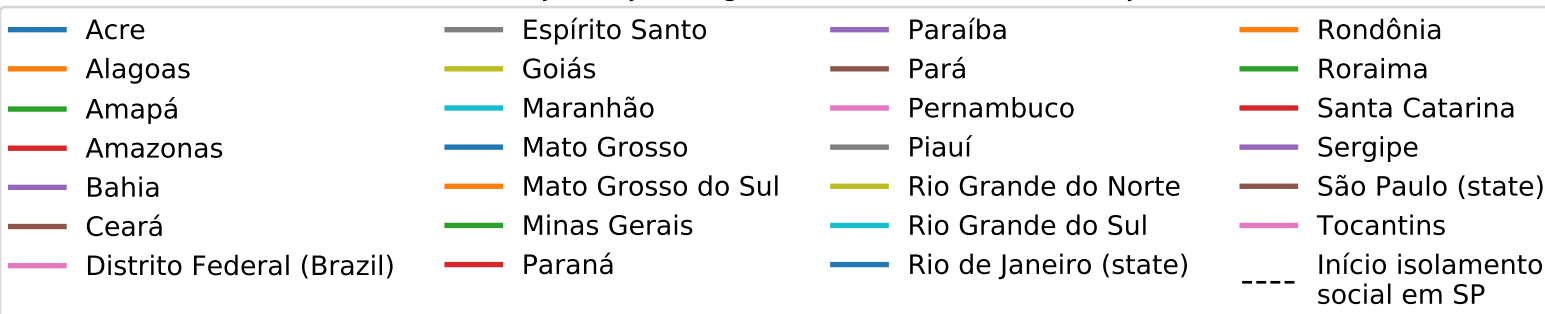 Acre
Alagoas
Amapá
Amazonas
Bahia
Ceará
Distrito Federal (Brazil)
Espírito Santo
Goiás
Maranhão
Mato Grosso
Mato Grosso do Sul
Minas Gerais
Paraná
Paraíba
Pará
Pernambuco
Piauí
Rio Grande do Norte
Rio Grande do Sul
Rio de Janeiro (state)
Rondônia
Roraima
Santa Catarina
Sergipe
São Paulo (state)
Tocantins
Início isolamento
social em SP